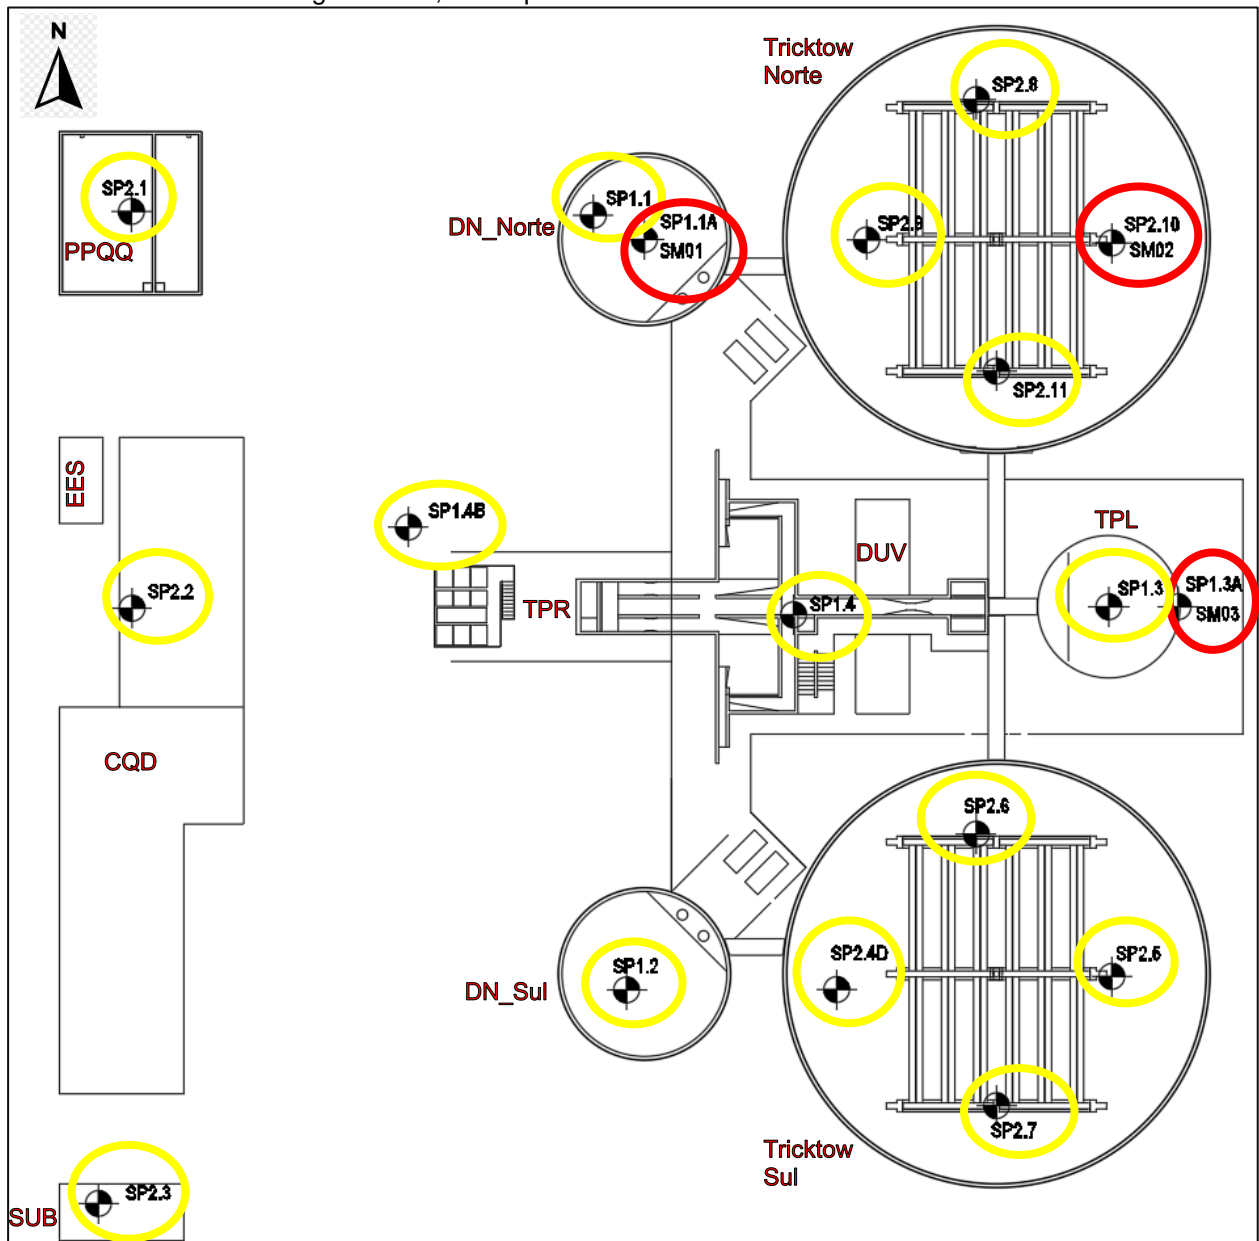 N
Tricktow
Norte
SP2.8
SP2.1
PPQQ
DN_Norte
SP1.1
SP1.1A
SM01
SP2.9
SP2.10
SM02
SP2.11
EES
SP1.4B
DUV
TPL
SP2.2
TPR
SP1.4
SP1.3
SP1.3A
SM03
CQD
SP2.6
SP1.2
DN_Sul
SP2.4D
SP2.5
SP2.7
Tricktow
Sul
SP2.3
SUB